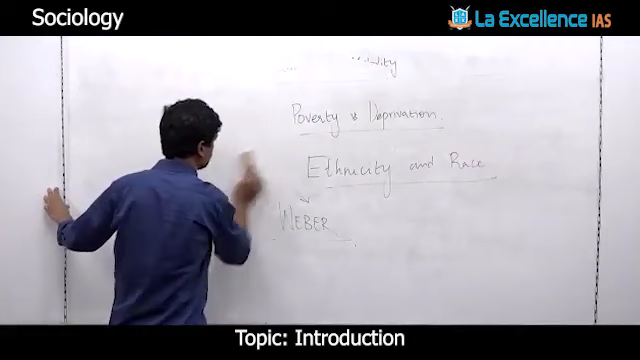 Sociology
La Excellence IAS
Poverty & Deprivation
Ethnicity and Race
WEBER
Topic: Introduction